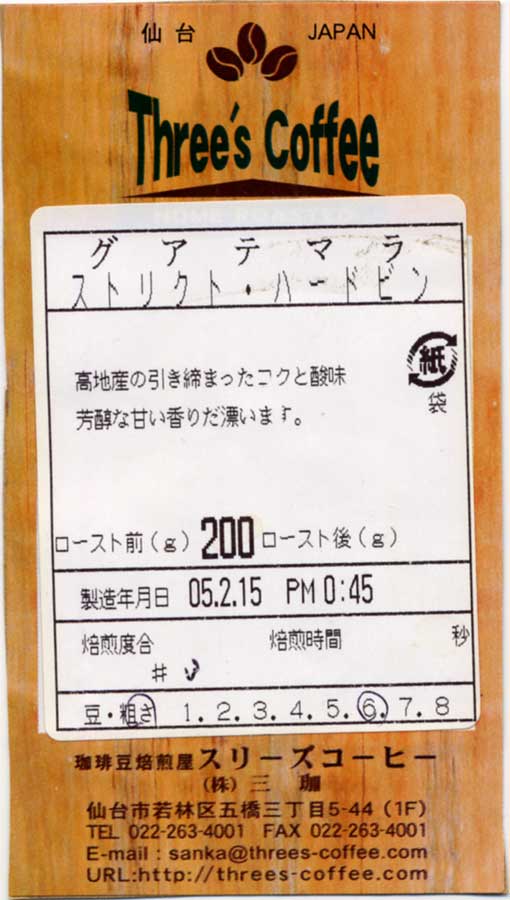 仙台 JAPAN
Three's Coffee
HOME ROASTED
グアテマラ
ストリクト・ハードビン
高地産の引き締まったコクと酸味
芳醇な甘い香りだ漂います。
紙
袋
ロースト前(g) 200 ロースト後(g)
製造年月日 05.2.15 PM 0:45
焙煎度合 焙煎時間 秒
#
豆・粗さ 1.2.3.4.5.6.7.8
珈琲豆焙煎屋 スリーズコーヒー
(株)三珈
仙台市若林区五橋三丁目5-44 (1F)
TEL 022-263-4001 FAX 022-263-4001
E-mail : sanka@threes-coffee.com
URL:http://threes-coffee.com